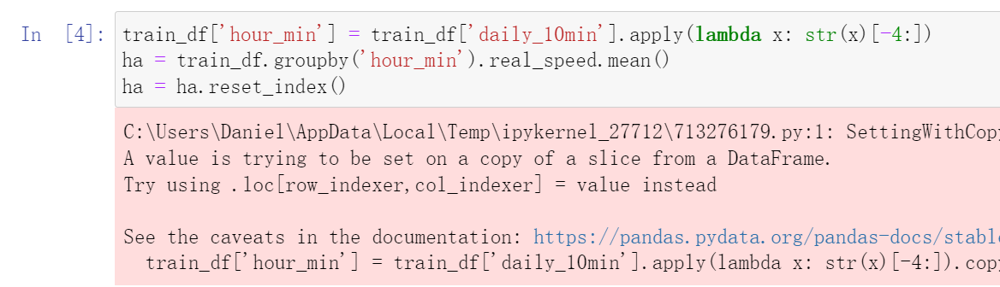 In [4]: train_df['hour_min'] = train_df['daily_10min'].apply(lambda x: str(x)[-4:])
ha = train_df.groupby('hour_min').real_speed.mean()
ha = ha.reset_index()
C:\Users\Daniel\AppData\Local\Temp\ipykernel_27712\713276179.py:1: SettingWithCopy
A value is trying to be set on a copy of a slice from a DataFrame.
Try using .loc[row_indexer,col_indexer] = value instead
See the caveats in the documentation: https://pandas.pydata.org/pandas-docs/stable
train_df['hour_min'] = train_df['daily_10min'].apply(lambda x: str(x)[-4:]).copy